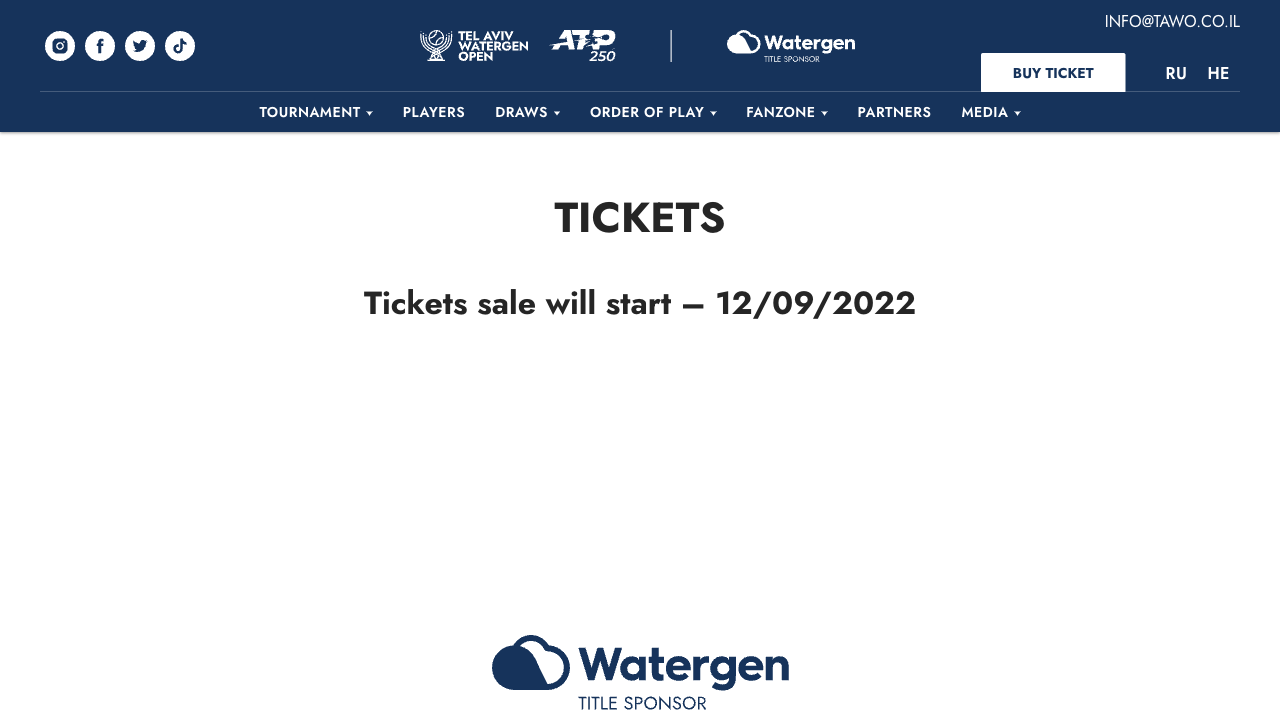 INFO@TAWO.CO.IL
TEL AVIV
WATERGEN
OPEN
ATP
250
Watergen
TITLE SPONSOR
BUY TICKET
RU HE
TOURNAMENT PLAYERS DRAWS ORDER OF PLAY FANZONE PARTNERS MEDIA
TICKETS
Tickets sale will start – 12/09/2022
Watergen
TITLE SPONSOR